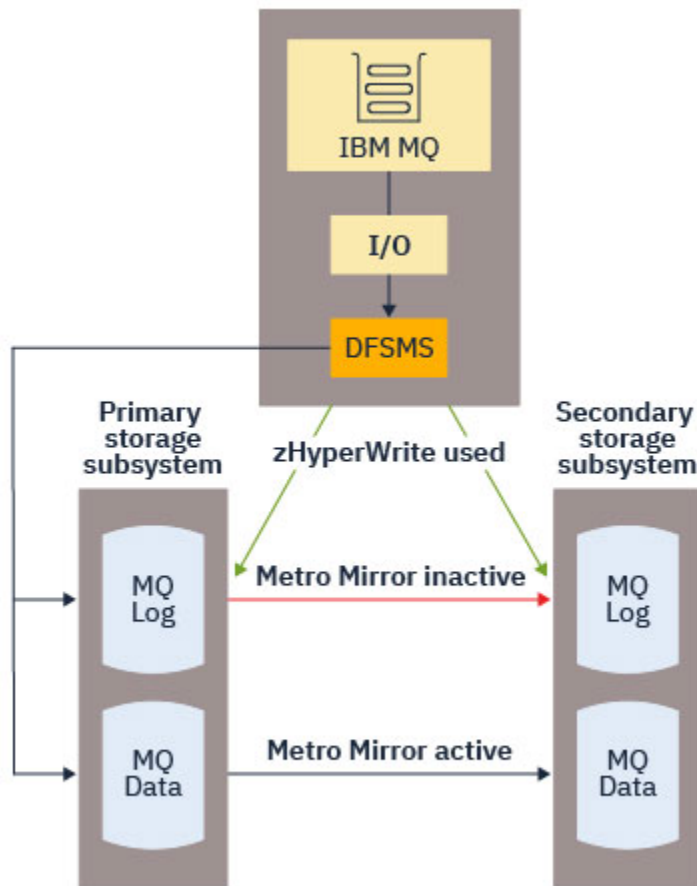 IBM MQ
I/O
DFSMS
Primary
storage
subsystem
zHyperWrite used
Secondary
storage
subsystem
MQ
Log
Metro Mirror inactive
MQ
Log
MQ
Data
Metro Mirror active
MQ
Data